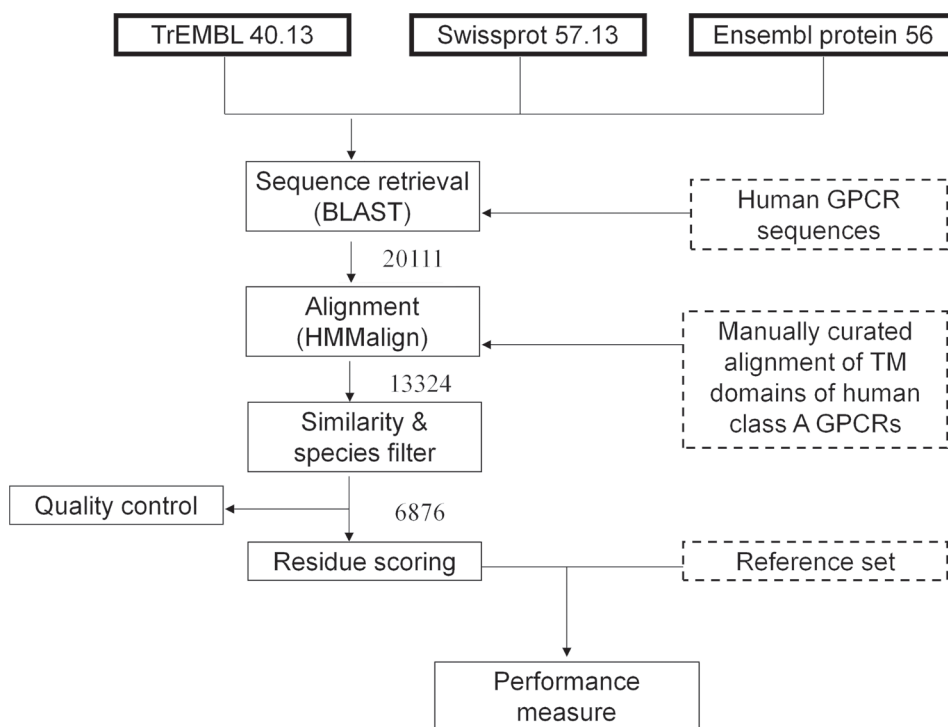 TrEMBL 40.13
Swissprot 57.13
Ensembl protein 56
Sequence retrieval
(BLAST)
Human GPCR
sequences
20111
Alignment
(HMMalign)
Manually curated
alignment of TM
domains of human
class A GPCRs
13324
Similarity &
species filter
Quality control
6876
Residue scoring
Reference set
Performance
measure